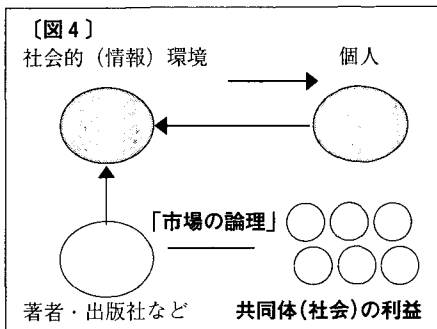 〔図4〕
社会的（情報）環境　個人
「市場の論理」
著者・出版社など　共同体(社会)の利益